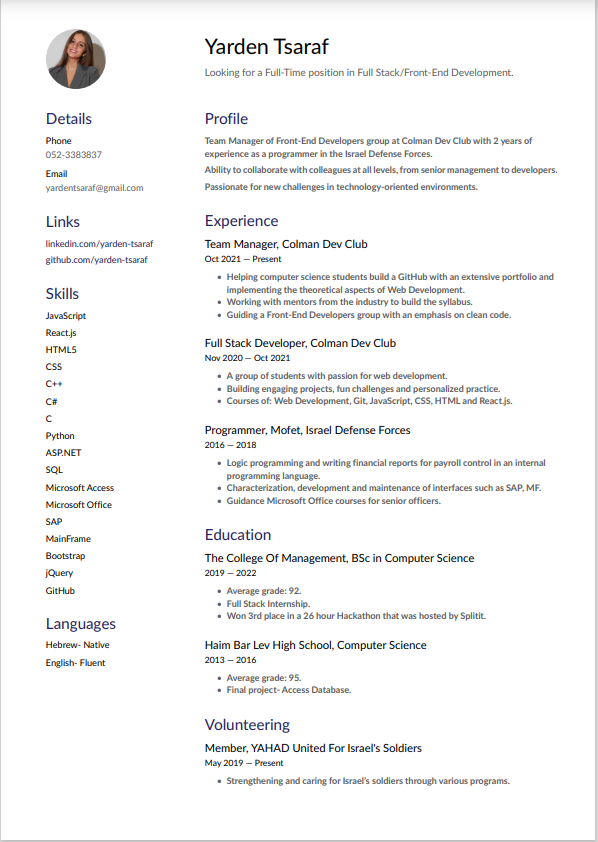 Yarden Tsaraf
Looking for a Full-Time position in Full Stack/Front-End Development.
Details
Phone
052-3383837
Email
yardentsaraf@gmail.com
Links
linkedin.com/yarden-tsaraf
github.com/yarden-tsaraf
Skills
JavaScript
React.js
HTML5
CSS
C++
C#
C
Python
ASP.NET
SQL
Microsoft Access
Microsoft Office
SAP
MainFrame
Bootstrap
jQuery
GitHub
Languages
Hebrew- Native
English- Fluent
Profile
Team Manager of Front-End Developers group at Colman Dev Club with 2 years of
experience as a programmer in the Israel Defense Forces.
Ability to collaborate with colleagues at all levels, from senior management to developers.
Passionate for new challenges in technology-oriented environments.
Experience
Team Manager, Colman Dev Club
Oct 2021 — Present
• Helping computer science students build a GitHub with an extensive portfolio and
implementing the theoretical aspects of Web Development.
• Working with mentors from the industry to build the syllabus.
• Guiding a Front-End Developers group with an emphasis on clean code.
Full Stack Developer, Colman Dev Club
Nov 2020 — Oct 2021
• A group of students with passion for web development.
• Building engaging projects, fun challenges and personalized practice.
• Courses of: Web Development, Git, JavaScript, CSS, HTML and React.js.
Programmer, Mofet, Israel Defense Forces
2016 — 2018
• Logic programming and writing financial reports for payroll control in an internal
programming language.
• Characterization, development and maintenance of interfaces such as SAP, MF.
• Guidance Microsoft Office courses for senior officers.
Education
The College Of Management, BSc in Computer Science
2019 — 2022
• Average grade: 92.
• Full Stack Internship.
• Won 3rd place in a 26 hour Hackathon that was hosted by Splitit.
Haim Bar Lev High School, Computer Science
2013 — 2016
• Average grade: 95.
• Final project- Access Database.
Volunteering
Member, YAHAD United For Israel's Soldiers
May 2019 — Present
• Strengthening and caring for Israel's soldiers through various programs.